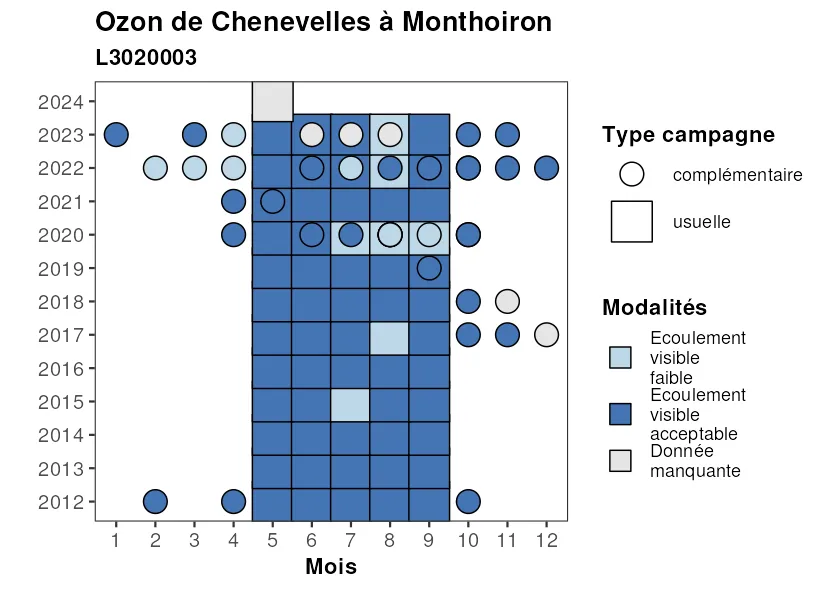 Ozon de Chenevelles à Monthoiron
L3020003
2024
2023
2022
2021
2020
2019
2018
2017
2016
2015
2014
2013
2012
1 2 3 4 5 6 7 8 9 10 11 12
Mois
Type campagne
complémentaire
usuelle
Modalités
Ecoulement
visible
faible
Ecoulement
visible
acceptable
Donnée
manquante